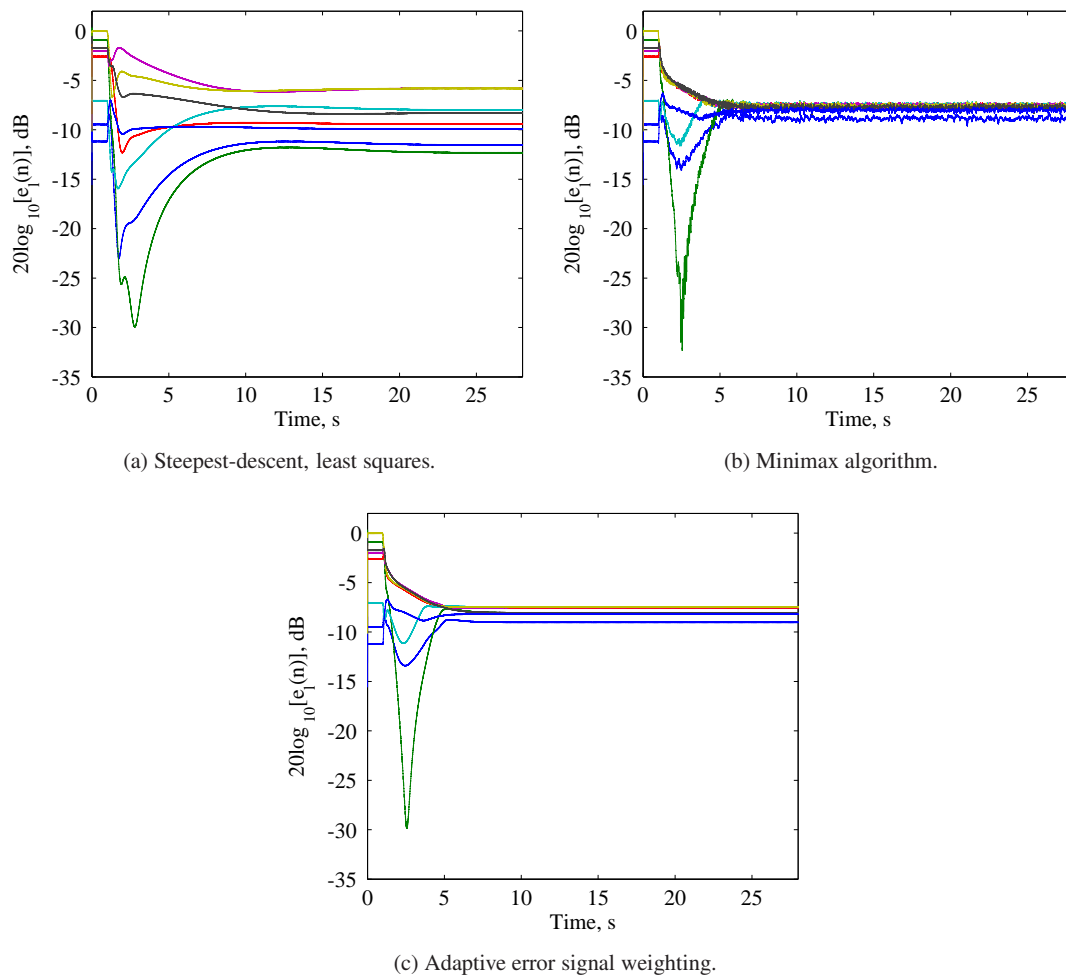 0
-5
-10
-15
-20
-25
-30
-35
20log10[el(n)], dB
0 5 10 15 20 25
Time, s
(a) Steepest-descent, least squares.
0
-5
-10
-15
-20
-25
-30
-35
20log10[el(n)], dB
0 5 10 15 20 25
Time, s
(b) Minimax algorithm.
0
-5
-10
-15
-20
-25
-30
-35
20log10[el(n)], dB
0 5 10 15 20 25
Time, s
(c) Adaptive error signal weighting.